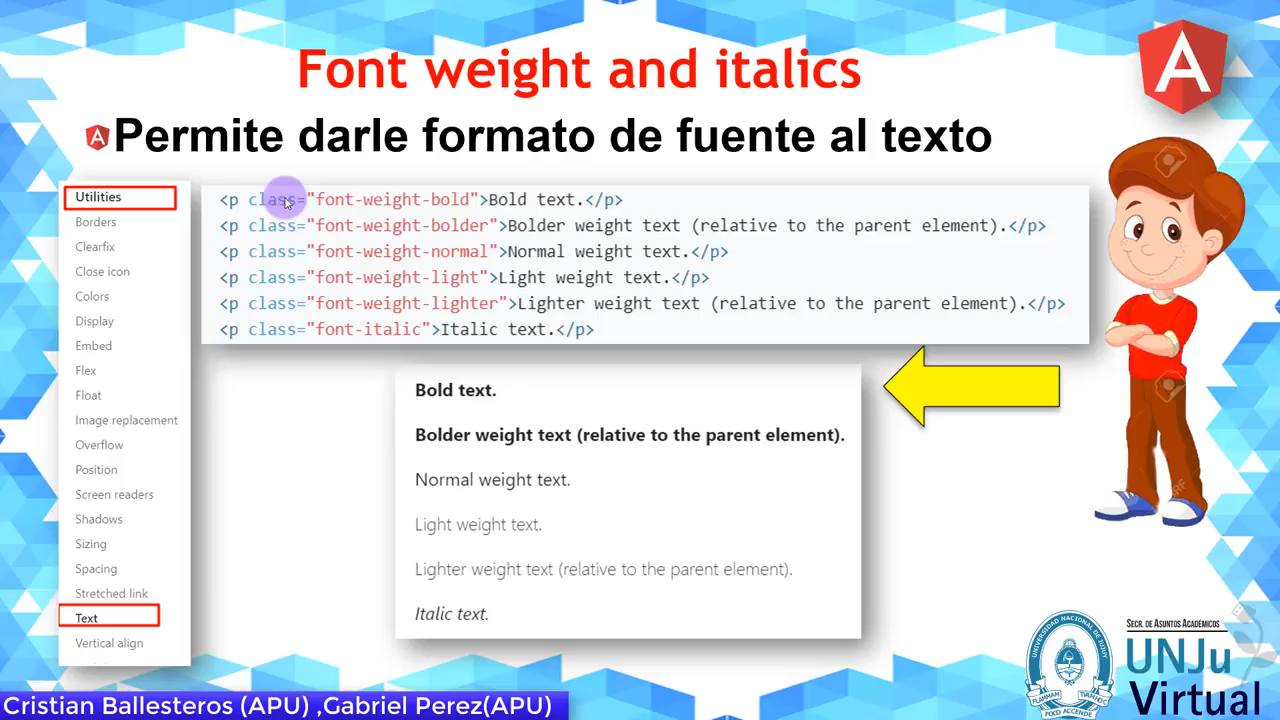 Font weight and italics
Permite darle formato de fuente al texto
Utilities
Borders
Clearfix
Close icon
Colors
Display
Embed
Flex
Float
Image replacement
Overflow
Position
Screen readers
Shadows
Sizing
Spacing
Stretched link
Text
Vertical align
<p class="font-weight-bold">Bold text.</p>
<p class="font-weight-bolder">Bolder weight text (relative to the parent element).</p>
<p class="font-weight-normal">Normal weight text.</p>
<p class="font-weight-light">Light weight text.</p>
<p class="font-weight-lighter">Lighter weight text (relative to the parent element).</p>
<p class="font-italic">Italic text.</p>
Bold text.
Bolder weight text (relative to the parent element).
Normal weight text.
Light weight text.
Lighter weight text (relative to the parent element).
Italic text.
UNIVERSIDAD NACIONAL DE JUJUY
SECR. DE ASUNTOS ACADÉMICOS
UNJu
Virtual
Cristian Ballesteros (APU) ,Gabriel Perez(APU)